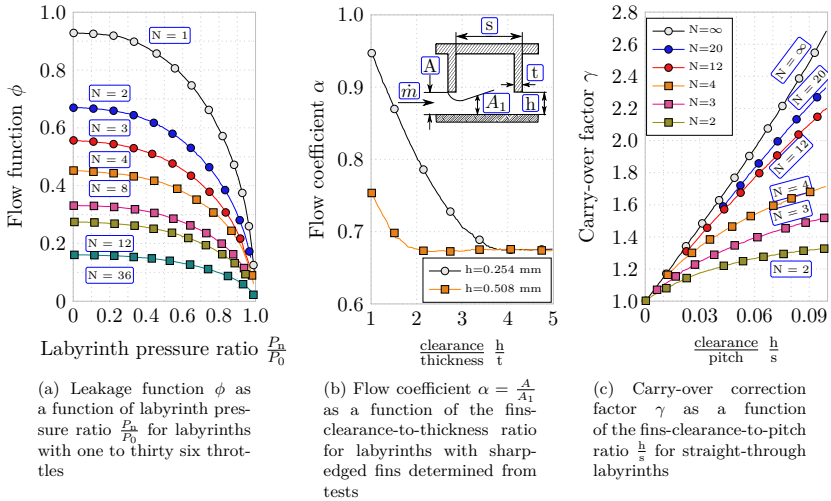 Flow function ϕ
1
0.8
0.6
0.4
0.2
0
N = 1
N = 2
N = 3
N = 4
N = 8
N = 12
N = 36
0.0 0.2 0.4 0.6 0.8 1.0
Labyrinth pressure ratio Pn/P0
(a) Leakage function ϕ as
a function of labyrinth pres-
sure ratio Pn/P0 for labyrinths
with one to thirty six throt-
tles
Flow coefficient α
1
0.9
0.8
0.7
0.6
s
A
t
ṁ
A1
h
h=0.254 mm
h=0.508 mm
1 2 3 4 5
clearance/thickness h/t
(b) Flow coefficient α = A/A1
as a function of the fins-
clearance-to-thickness ratio
for labyrinths with sharp-
edged fins determined from
tests
Carry-over factor γ
2.8
2.6
2.4
2.2
2.0
1.8
1.6
1.4
1.2
1.0
N=∞
N=20
N=12
N=4
N=3
N=2
N = ∞
N = 20
N = 12
N = 4
N = 3
N = 2
0 0.03 0.06 0.09
clearance/pitch h/s
(c) Carry-over correction
factor γ as a function
of the fins-clearance-to-pitch
ratio h/s for straight-through
labyrinths